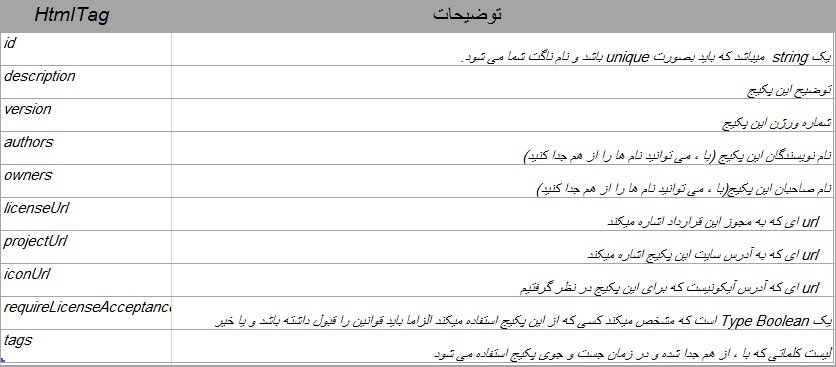 HtmlTag توضیحات
id
یک string میباشد که باید بصورت unique باشد و نام ناگت شما می شود.
description
توضیح این پکیج
version
شماره ورژن این پکیج
authors
نام نویسندگان این پکیج (با ، می توانید نام ها را از هم جدا کنید)
owners
نام صاحبان این پکیج(با ، می توانید نام ها را از هم جدا کنید)
licenseUrl
url ای که به مجوز این قرارداد اشاره میکند
projectUrl
url ای که به آدرس سایت این پکیج اشاره میکند
iconUrl
url ای که آدرس آیکونیست که برای این پکیج در نظر گرفتیم
requireLicenseAcceptance
یک Type Boolean است که مشخص میکند کسی که از این پکیج استفاده میکند الزاما باید قوانین را قبول داشته باشد و یا خیر
tags
لیست کلماتی که با ، از هم جدا شده و در زمان جست و جوی پکیج استفاده می شود